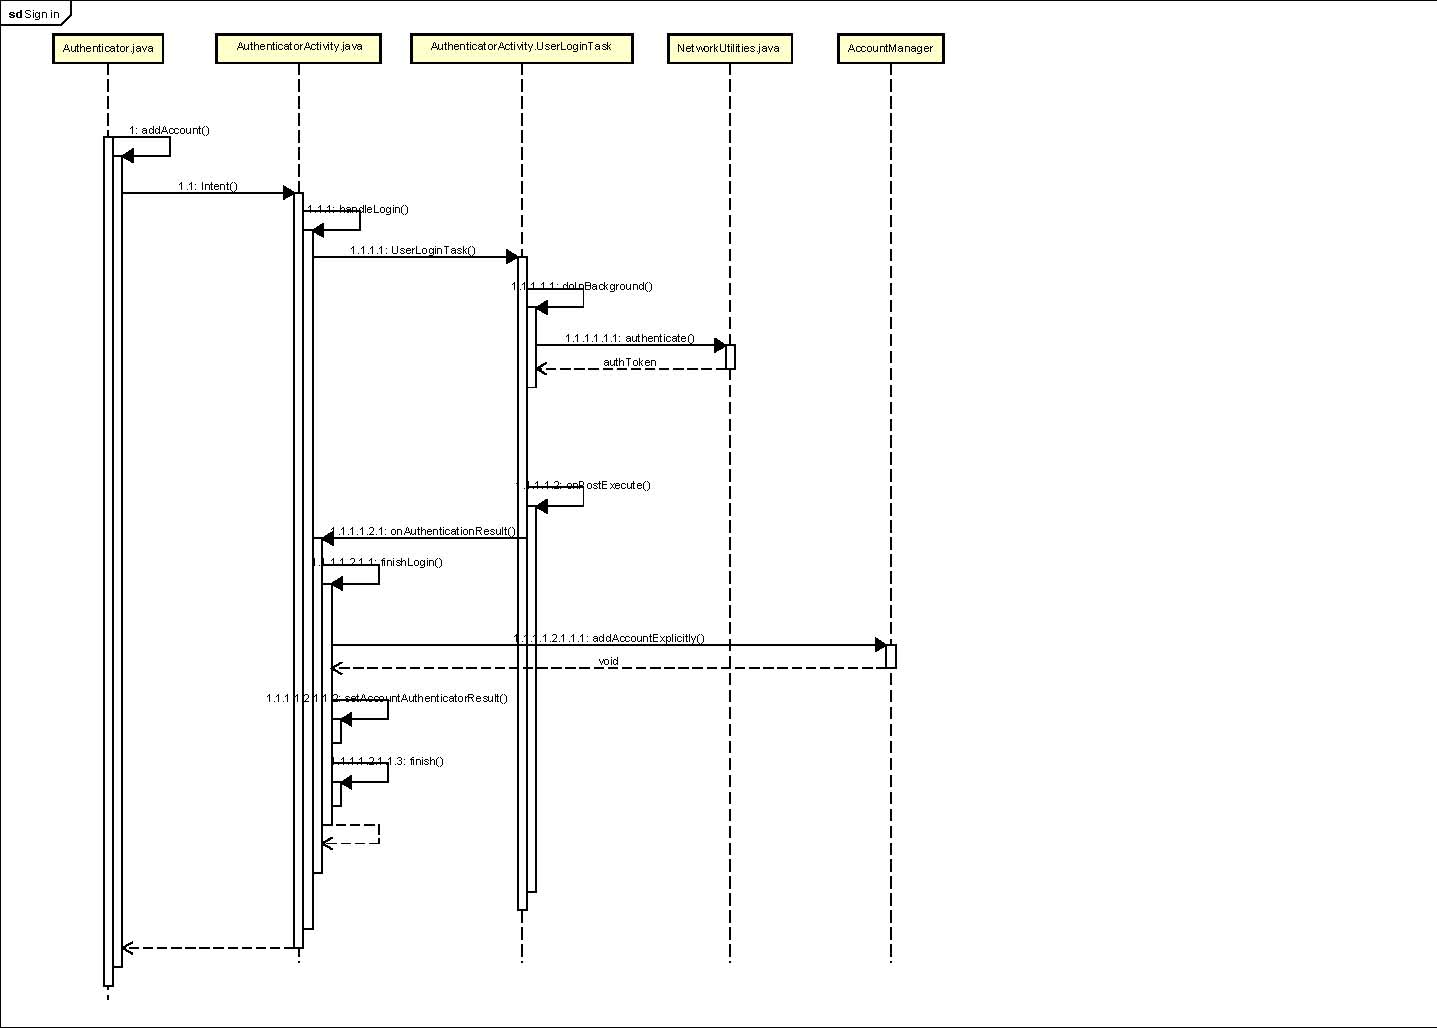 sd Sign in
Authenticator.java
AuthenticatorActivity.java
AuthenticatorActivity.UserLoginTask
NetworkUtilities.java
AccountManager
1: addAccount()
1.1: Intent()
1.1.1: handleLogin()
1.1.1.1: UserLoginTask()
1.1.1.1.1: doInBackground()
1.1.1.1.1.1: authenticate()
authToken
1.1.1.1.2: onPostExecute()
1.1.1.1.2.1: onAuthenticationResult()
1.1.1.1.2.1.1: finishLogin()
1.1.1.1.2.1.1.1: addAccountExplicitly()
void
1.1.1.1.2.1.1.2: setAccountAuthenticatorResult()
1.1.1.1.2.1.1.3: finish()